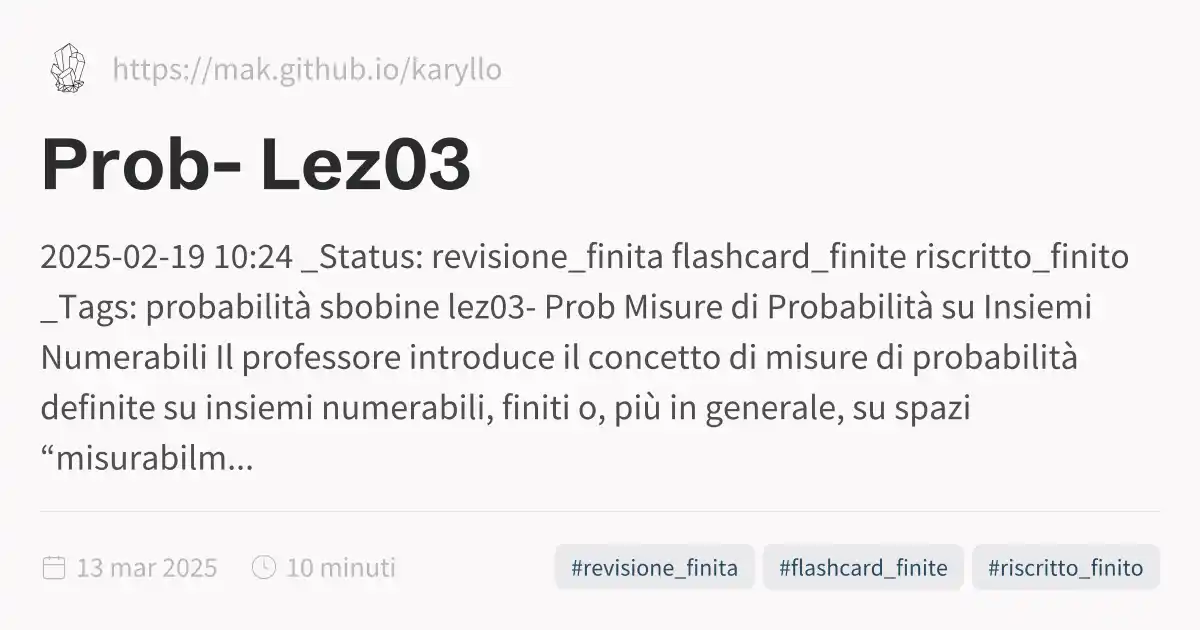 https://mak.github.io/karyllo
Prob- Lez03
2025-02-19 10:24 _Status: revisione_finita flashcard_finite riscritto_finito
_Tags: probabilità sbobine lez03- Prob Misure di Probabilità su Insiemi
Numerabili Il professore introduce il concetto di misure di probabilità
definite su insiemi numerabili, finiti o, più in generale, su spazi
“misurabilm...
13 mar 2025 10 minuti #revisione_finita #flashcard_finite #riscritto_finito